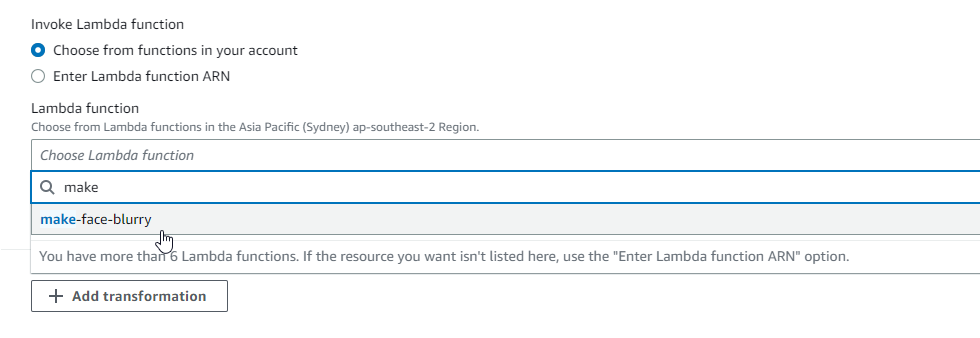 Invoke Lambda function
Choose from functions in your account
Enter Lambda function ARN
Lambda function
Choose from Lambda functions in the Asia Pacific (Sydney) ap-southeast-2 Region.
Choose Lambda function
make
make-face-blurry
You have more than 6 Lambda functions. If the resource you want isn't listed here, use the "Enter Lambda function ARN" option.
Add transformation